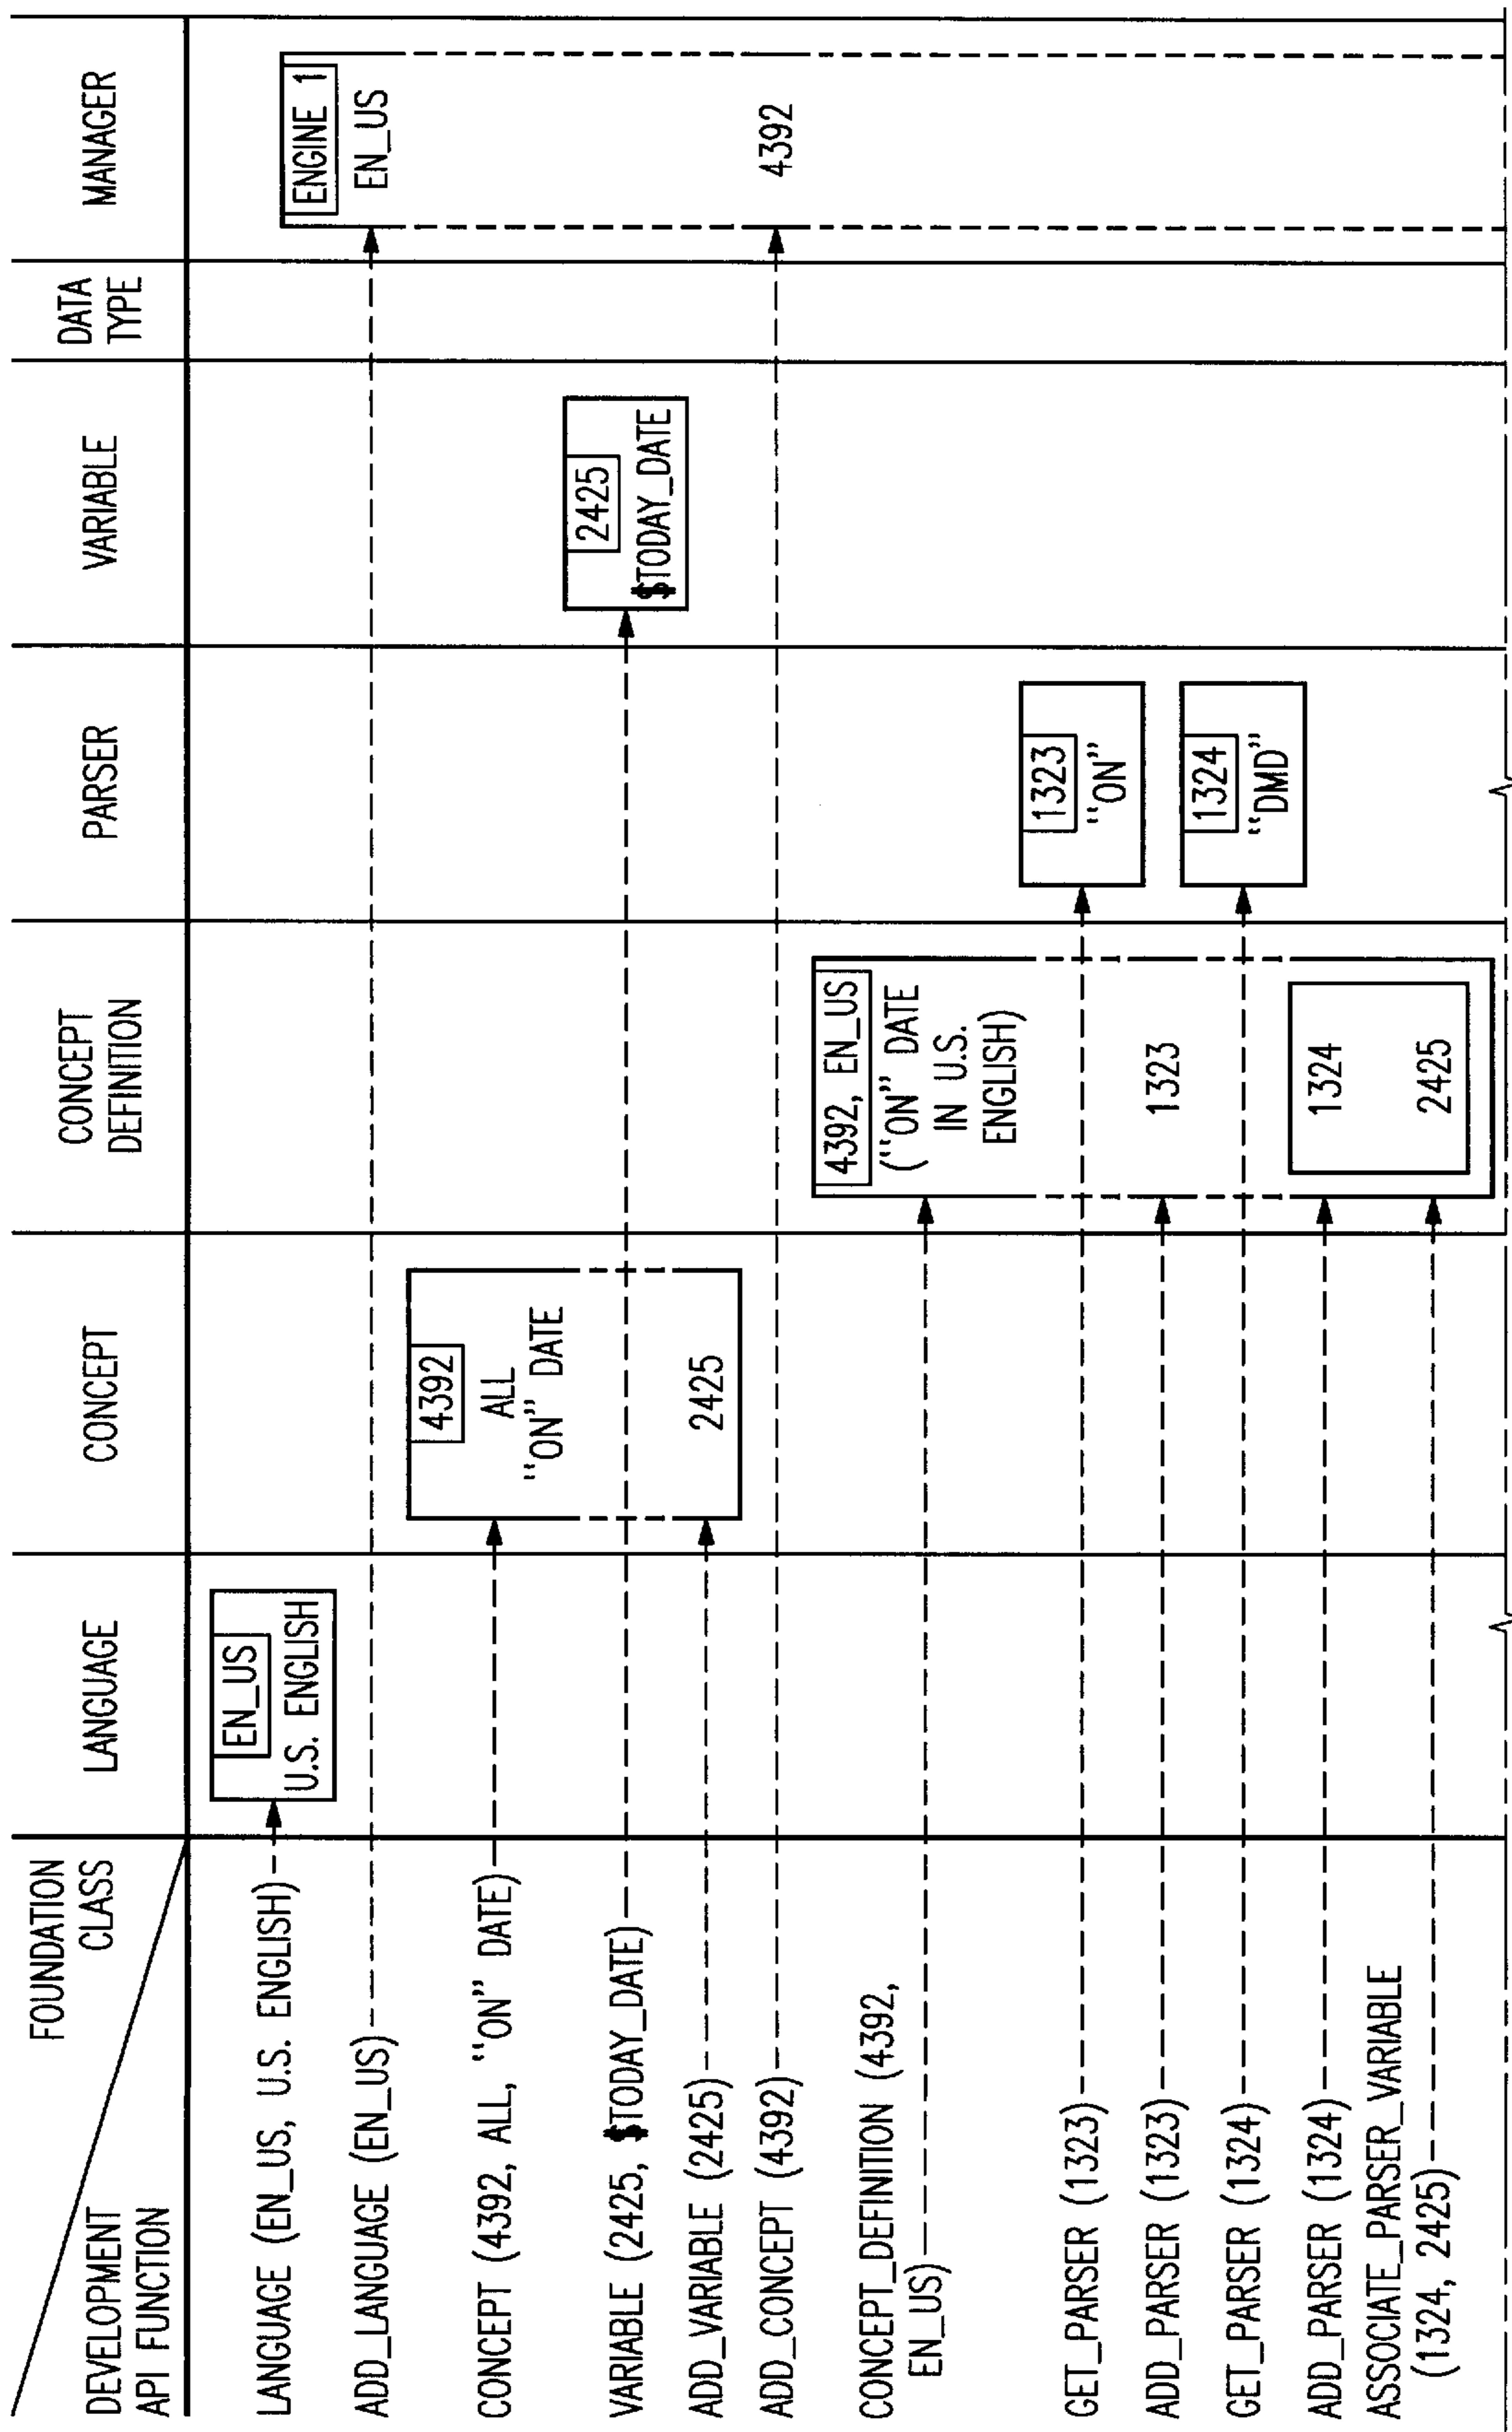 FOUNDATION
CLASS
DEVELOPMENT
API FUNCTION
LANGUAGE
CONCEPT
CONCEPT
DEFINITION
PARSER
VARIABLE
DATA
TYPE
MANAGER
LANGUAGE (EN_US, U.S. ENGLISH)
EN_US
U.S. ENGLISH
ENGINE 1
ADD_LANGUAGE (EN_US)
EN_US
CONCEPT (4392, ALL, "ON" DATE)
4392
ALL
"ON" DATE
VARIABLE (2425, $TODAY_DATE)
2425
$TODAY_DATE
ADD_VARIABLE (2425)
2425
ADD_CONCEPT (4392)
4392
CONCEPT_DEFINITION (4392,
EN_US)
4392, EN_US
("ON" DATE
IN U.S.
ENGLISH)
GET_PARSER (1323)
1323
"ON"
ADD_PARSER (1323)
1323
GET_PARSER (1324)
1324
"DMD"
ADD_PARSER (1324)
1324
ASSOCIATE_PARSER_VARIABLE
(1324, 2425)
2425